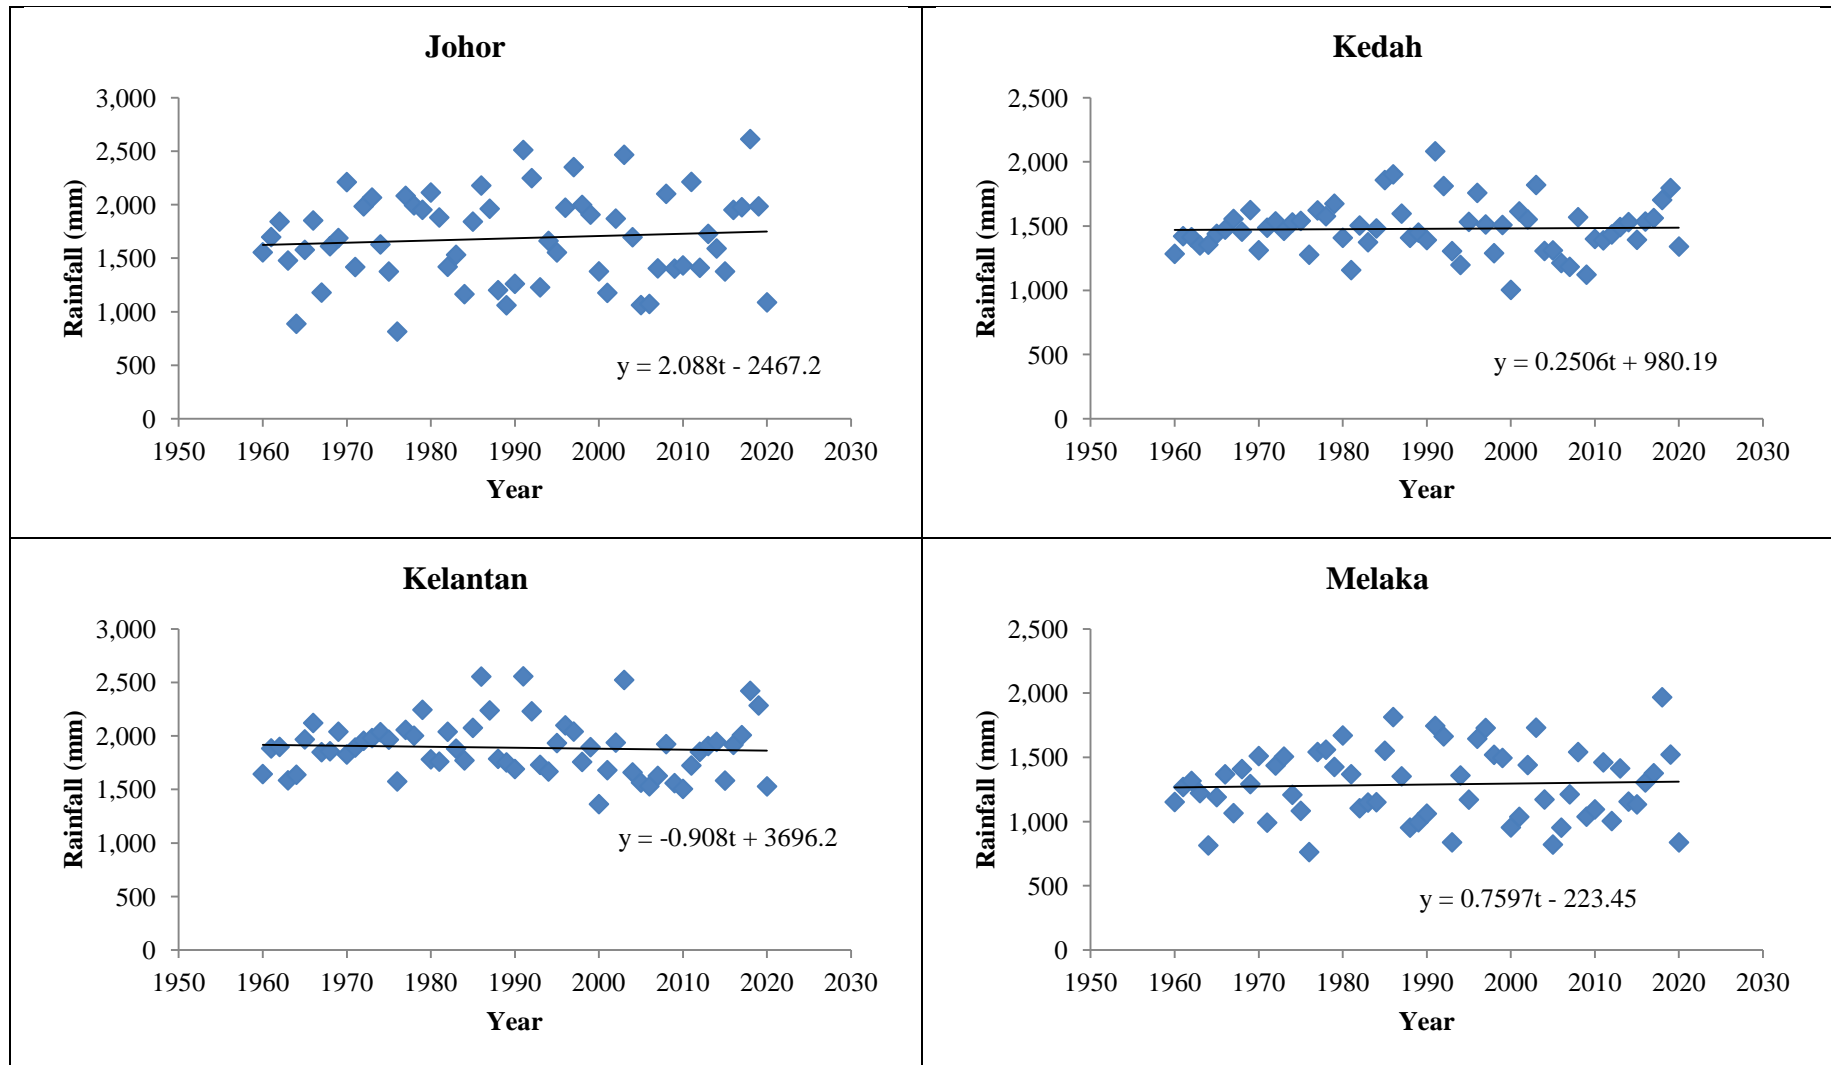 Johor
3,000
2,500
2,000
1,500
1,000
500
0
Rainfall (mm)
y = 2.088t - 2467.2
1950 1960 1970 1980 1990 2000 2010 2020 2030
Year
Kedah
2,500
2,000
1,500
1,000
500
0
Rainfall (mm)
y = 0.2506t + 980.19
1950 1960 1970 1980 1990 2000 2010 2020 2030
Year
Kelantan
3,000
2,500
2,000
1,500
1,000
500
0
Rainfall (mm)
y = -0.908t + 3696.2
1950 1960 1970 1980 1990 2000 2010 2020 2030
Year
Melaka
2,500
2,000
1,500
1,000
500
0
Rainfall (mm)
y = 0.7597t - 223.45
1950 1960 1970 1980 1990 2000 2010 2020 2030
Year